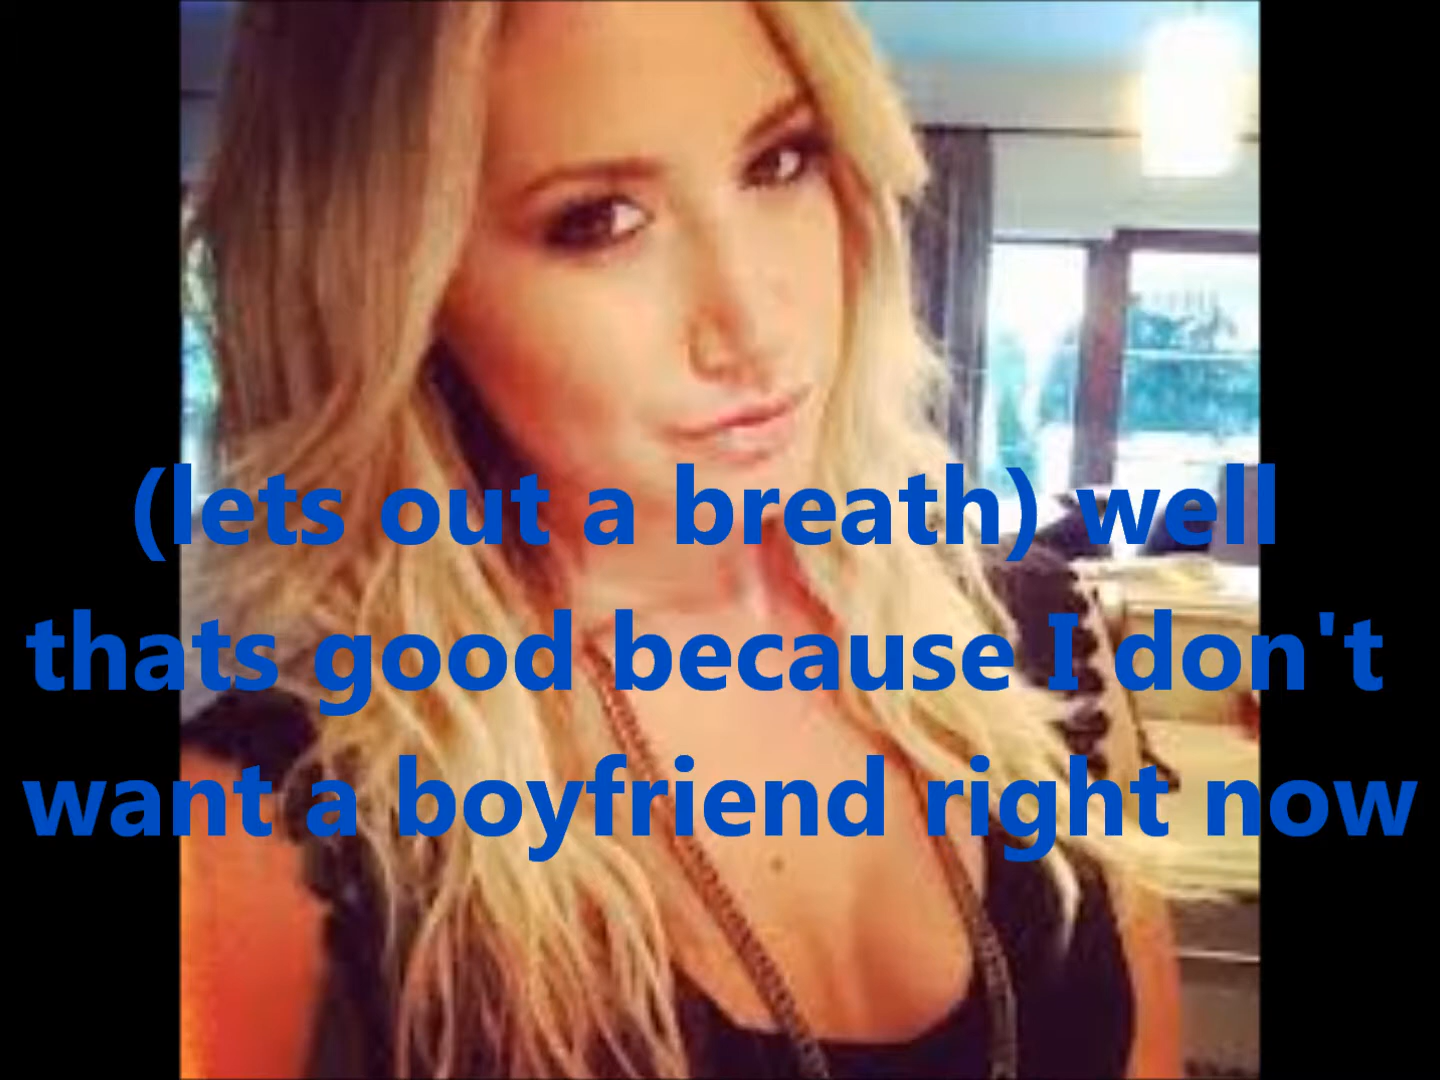 (lets out a breath) well
thats good because I don't
want a boyfriend right now